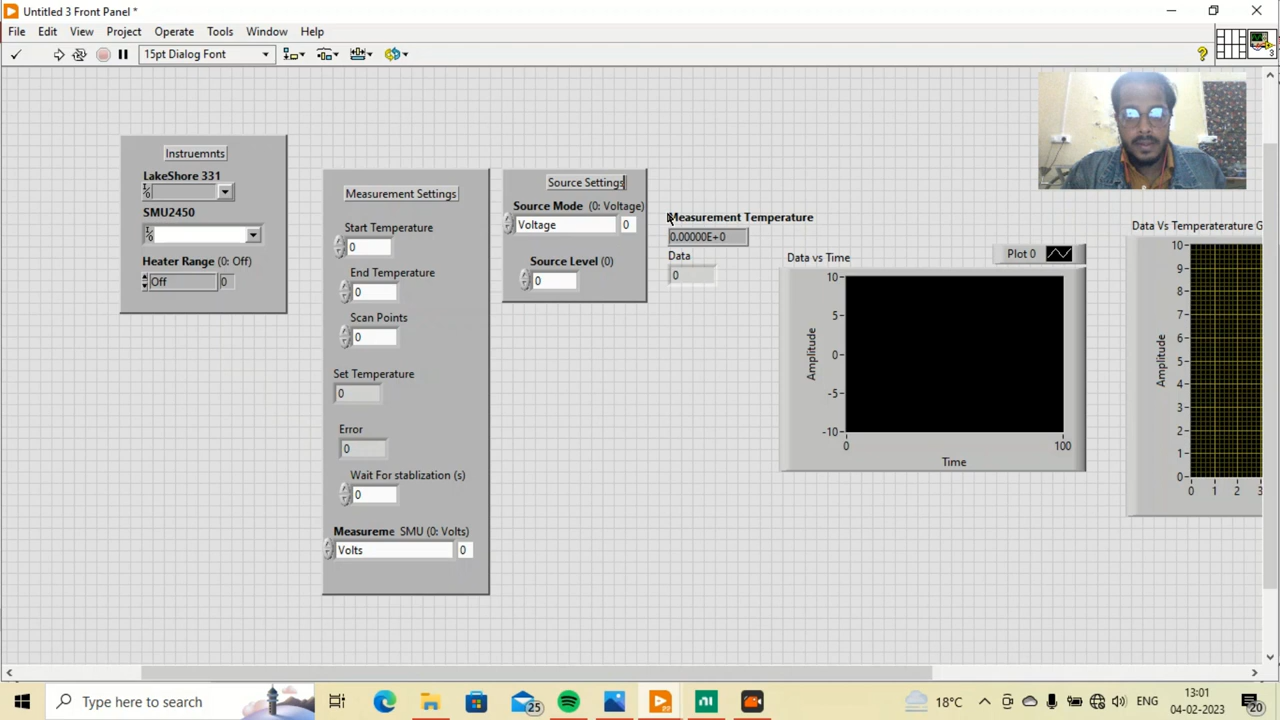 Untitled 3 Front Panel *
File Edit View Project Operate Tools Window Help
15pt Dialog Font
3
Instruemnts
LakeShore 331
SMU2450
Heater Range (0: Off)
Off 0
Measurement Settings
Start Temperature
0
End Temperature
0
Scan Points
0
Set Temperature
0
Error
0
Wait For stablization (s)
0
Measureme SMU (0: Volts)
Volts 0
Source Settings
Source Mode (0: Voltage)
Voltage 0
Source Level (0)
0
Measurement Temperature
0.00000E+0
Data
0
Data vs Time
Plot 0
10
5
0
-5
-10
0 100
Amplitude
Time
Data Vs Temperaterature G
10
9
8
7
6
5
4
3
2
1
0
0 1 2 3
Amplitude
Type here to search
25
18°C
ENG
13:01
04-02-2023
20